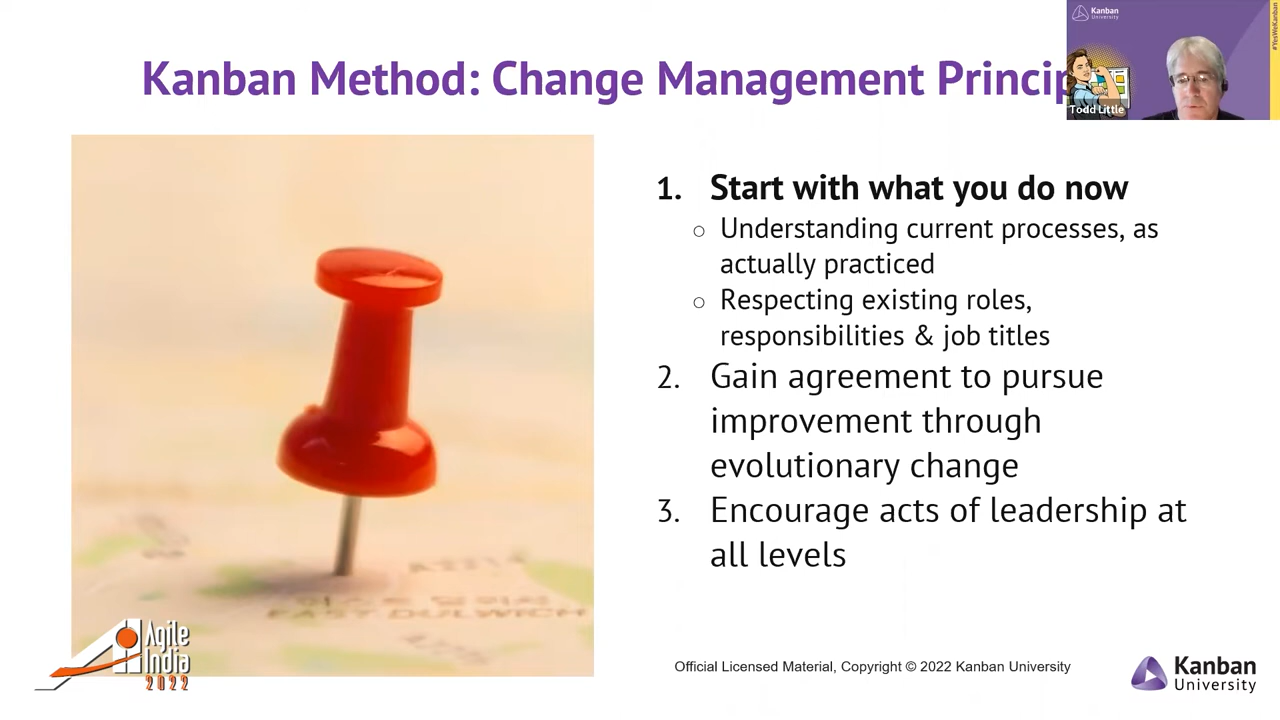 Kanban
University
#YesWeKanban
Kanban Method: Change Management Princip
Todd Little
1. Start with what you do now
○ Understanding current processes, as
actually practiced
○ Respecting existing roles,
responsibilities & job titles
2. Gain agreement to pursue
improvement through
evolutionary change
3. Encourage acts of leadership at
all levels
EAST DULWICH
Agile
India
2022
Official Licensed Material, Copyright © 2022 Kanban University
Kanban
University